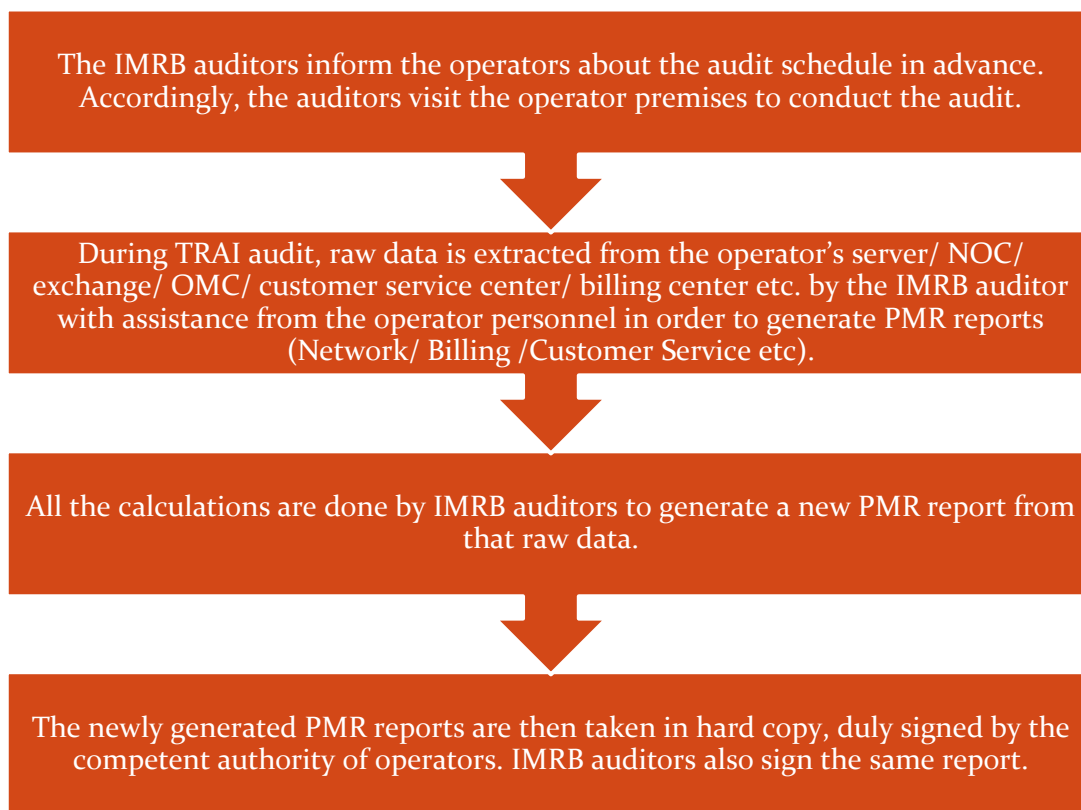 The IMRB auditors inform the operators about the audit schedule in advance.
Accordingly, the auditors visit the operator premises to conduct the audit.
During TRAI audit, raw data is extracted from the operator’s server/ NOC/
exchange/ OMC/ customer service center/ billing center etc. by the IMRB auditor
with assistance from the operator personnel in order to generate PMR reports
(Network/ Billing /Customer Service etc).
All the calculations are done by IMRB auditors to generate a new PMR report from
that raw data.
The newly generated PMR reports are then taken in hard copy, duly signed by the
competent authority of operators. IMRB auditors also sign the same report.